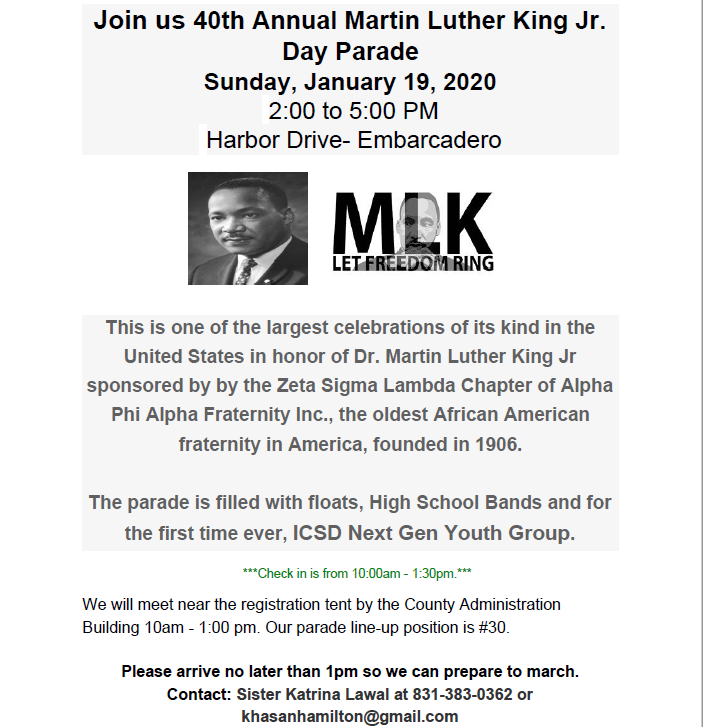 Join us 40th Annual Martin Luther King Jr.
Day Parade
Sunday, January 19, 2020
2:00 to 5:00 PM
Harbor Drive- Embarcadero
MLK
LET FREEDOM RING
This is one of the largest celebrations of its kind in the
United States in honor of Dr. Martin Luther King Jr
sponsored by by the Zeta Sigma Lambda Chapter of Alpha
Phi Alpha Fraternity Inc., the oldest African American
fraternity in America, founded in 1906.
The parade is filled with floats, High School Bands and for
the first time ever, ICSD Next Gen Youth Group.
***Check in is from 10:00am - 1:30pm.***
We will meet near the registration tent by the County Administration
Building 10am - 1:00 pm. Our parade line-up position is #30.
Please arrive no later than 1pm so we can prepare to march.
Contact: Sister Katrina Lawal at 831-383-0362 or
khasanhamilton@gmail.com